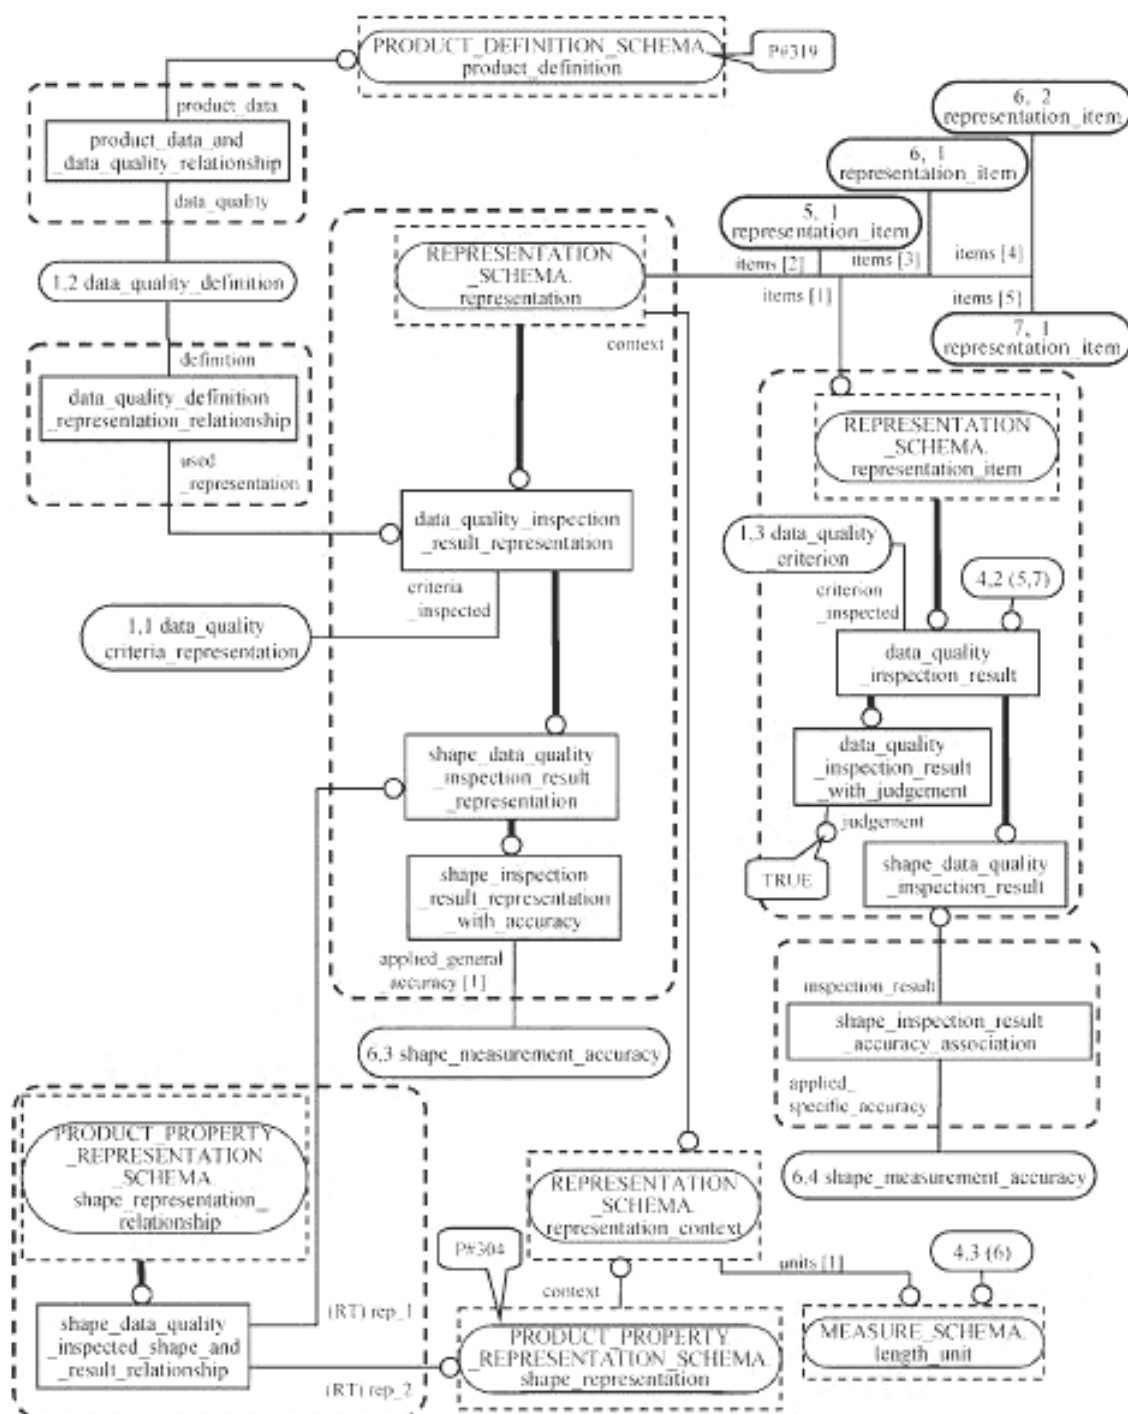 PRODUCT_DEFINITION_SCHEMA.
product_definition
P#319
product_data
product_data_and
_data_quality_relationship
data_quality
1,2 data_quality_definition
definition
data_quality_definition
_representation_relationship
used
_representation
6, 2
representation_item
6, 1
representation_item
5, 1
representation_item
items [2]
items [3]
items [4]
items [1]
items [5]
7, 1
representation_item
REPRESENTATION
_SCHEMA.
representation
context
data_quality_inspection
_result_representation
criteria
_inspected
1,1 data_quality
criteria_representation
shape_data_quality
_inspection_result
_representation
shape_inspection
_result_representation
_with_accuracy
applied_general
_accuracy [1]
6,3 shape_measurement_accuracy
REPRESENTATION
_SCHEMA.
representation_item
1,3 data_quality
_criterion
4,2 (5,7)
criterion
_inspected
data_quality
_inspection_result
data_quality
_inspection_result
_with_judgement
judgement
TRUE
shape_data_quality
_inspection_result
inspection_result
shape_inspection_result
_accuracy_association
applied_
specific_accuracy
6,4 shape_measurement_accuracy
PRODUCT_PROPERTY
_REPRESENTATION
_SCHEMA.
shape_representation_
relationship
shape_data_quality
_inspected_shape_and
_result_relationship
(RT) rep_1
(RT) rep_2
REPRESENTATION
_SCHEMA.
representation_context
P#304
context
units [1]
4,3 (6)
PRODUCT_PROPERTY
_REPRESENTATION_SCHEMA.
shape_representation
MEASURE_SCHEMA.
length_unit